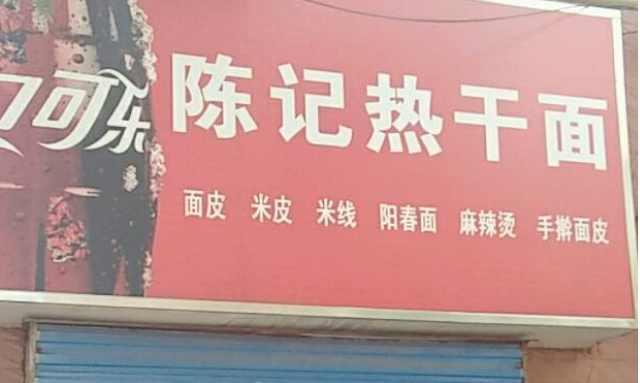 口可乐
陈记热干面
面皮 米皮 米线 阳春面 麻辣烫 手擀面皮